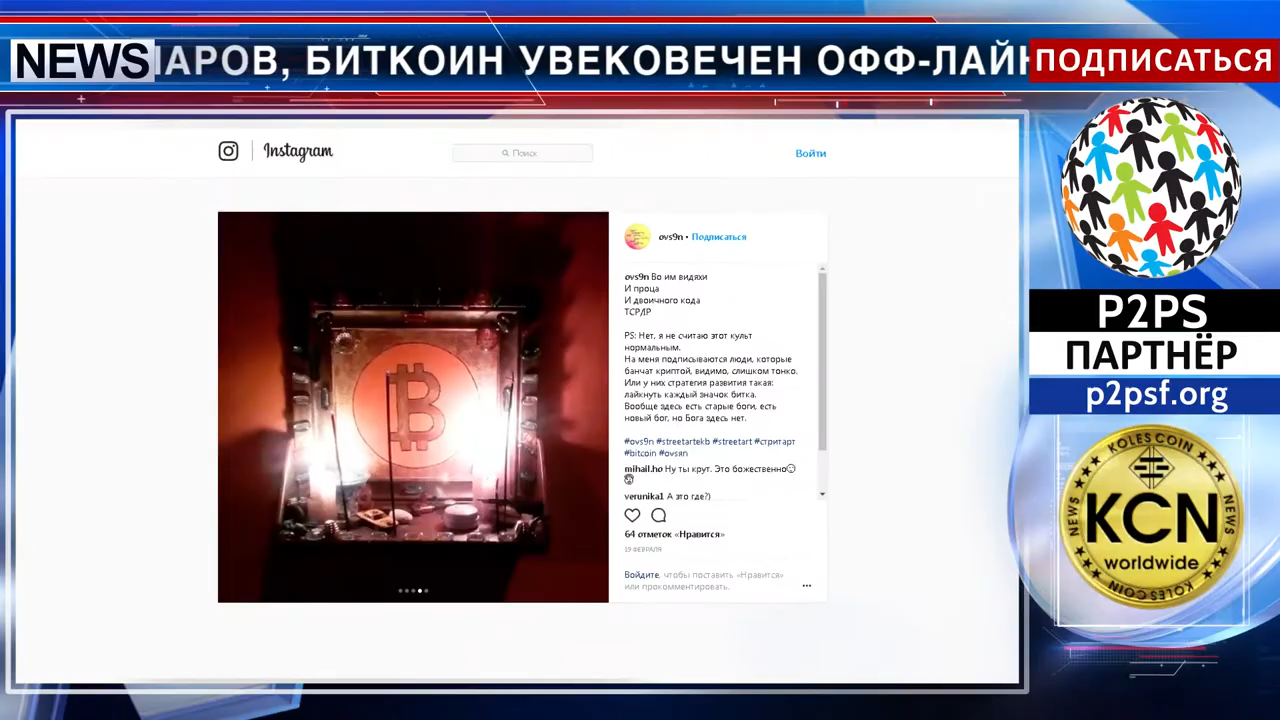 NEWS
ПАРОВ, БИТКОИН УВЕКОВЕЧЕН ОФФ-ЛАЙН
ПОДПИСАТЬСЯ
Instagram
Поиск
Войти
ovs9n • Подписаться
ovs9n Во им видяхи
И проца
И двоичного кода
TCP/IP
PS: Нет, я не считаю этот культ
нормальным.
На меня подписываются люди, которые
банчат криптой, видимо, слишком тонко.
Или у них стратегия развития такая:
лайкнуть каждый значок битка.
Вообще здесь есть старые боги, есть
новый бог, но Бога здесь нет.
#ovs9n #streetartekb #streetart #стритарт
#bitcoin #ovsяn
mihail.ho Ну ты крут. Это божественно
verunika1 А это где?)
64 отметок «Нравится»
19 ФЕВРАЛЯ
Войдите, чтобы поставить «Нравится»
или прокомментировать.
P2PS
ПАРТНЁР
p2psf.org
KOLES COIN
NEWS
KCN
NEWS
worldwide
KOLES COIN